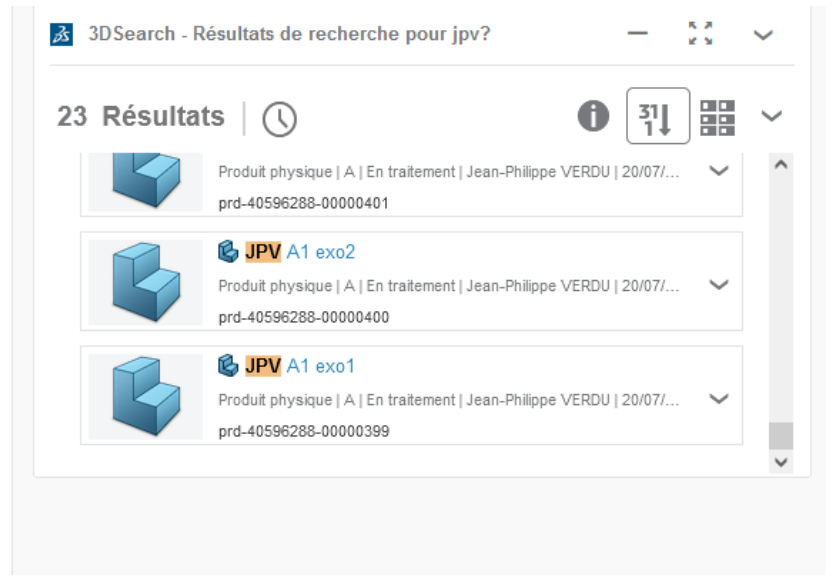 3DSearch - Résultats de recherche pour jpv?
23 Résultats
31
1
Produit physique | A | En traitement | Jean-Philippe VERDU | 20/07/...
prd-40596288-00000401
JPV A1 exo2
Produit physique | A | En traitement | Jean-Philippe VERDU | 20/07/...
prd-40596288-00000400
JPV A1 exo1
Produit physique | A | En traitement | Jean-Philippe VERDU | 20/07/...
prd-40596288-00000399